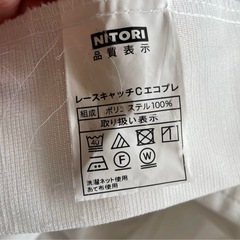 NITORI
品質表示
レースキャッチCエコプレ
組成 ポリエステル100%
取り扱い表示
洗濯ネット使用
あて布使用